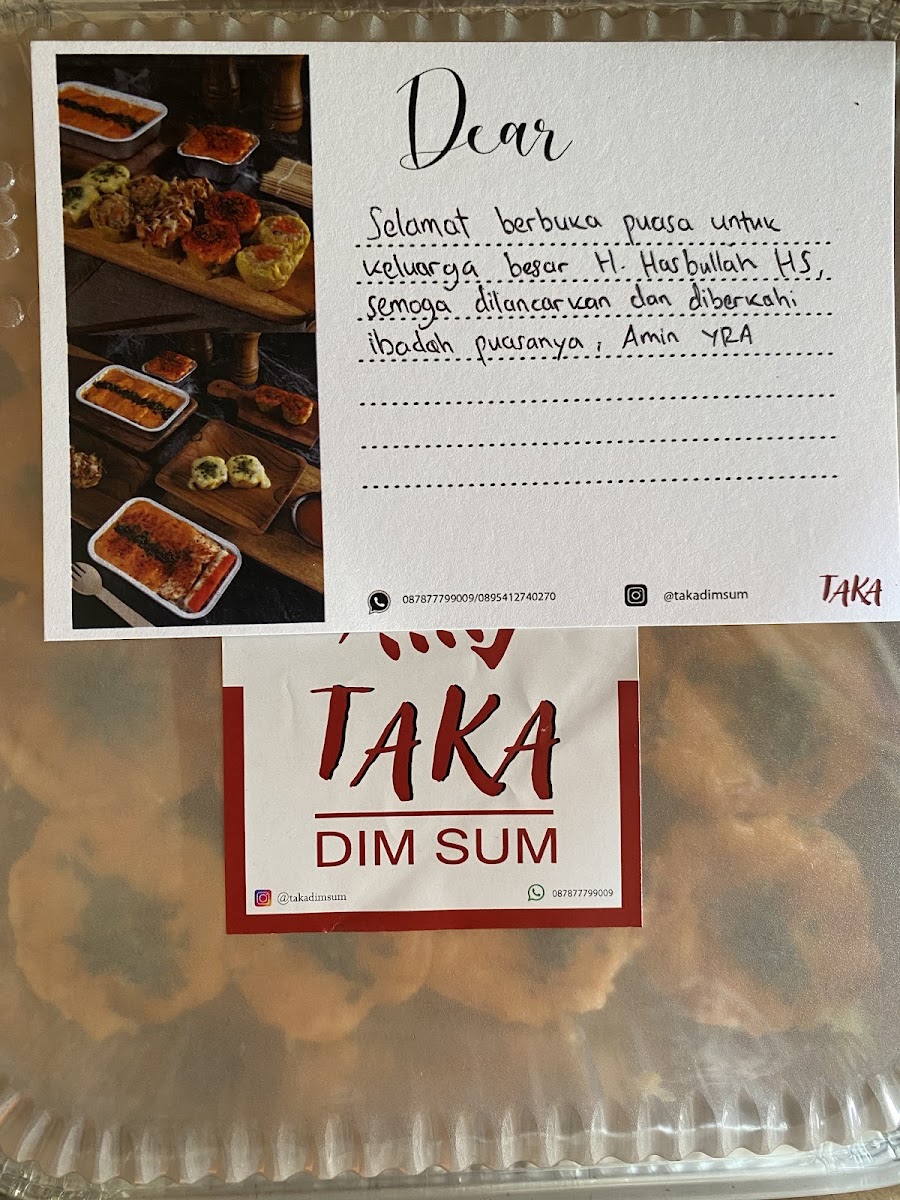 Dear
Selamat berbuka puasa untuk
keluarga besar H. Hasbullah HS,
semoga dilancarkan dan diberkahi
ibadah puasanya, Amin YRA
087877799009/0895412740270
@takadimsum
TAKA
TAKA
DIM SUM
@takadimsum
087877799009